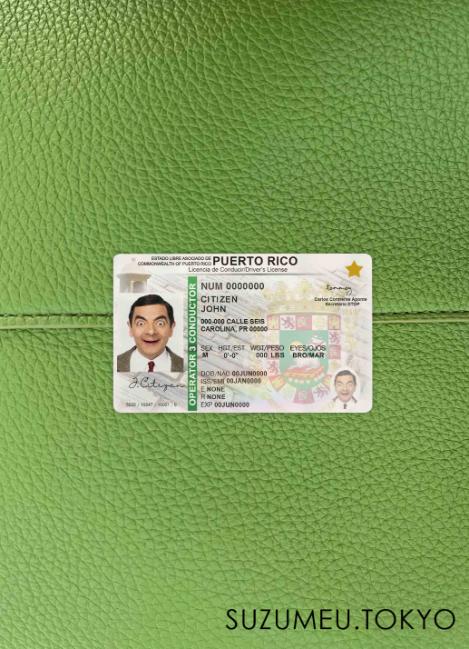 ESTADO LIBRE ASOCIADO DE
COMMONWEALTH OF PUERTO RICO PUERTO RICO
Licencia de Conducir/Driver's License
OPERATOR 3 CONDUCTOR
NUM 0000000
CITIZEN
JOHN
Carlos Contreras Aponte
Secretario DTOP
000-000 CALLE SEIS
CAROLINA, PR 00000
SEX HGT/EST. WGT/PESO EYES/OJOS
M 0'-0" 000 LBS BRO/MAR
DOB/NAC 00JUN0000
ISS/EMI 00JAN0000
E NONE
R NONE
EXP 00JUN0000
J. Citizen
SUZUMEU.TOKYO